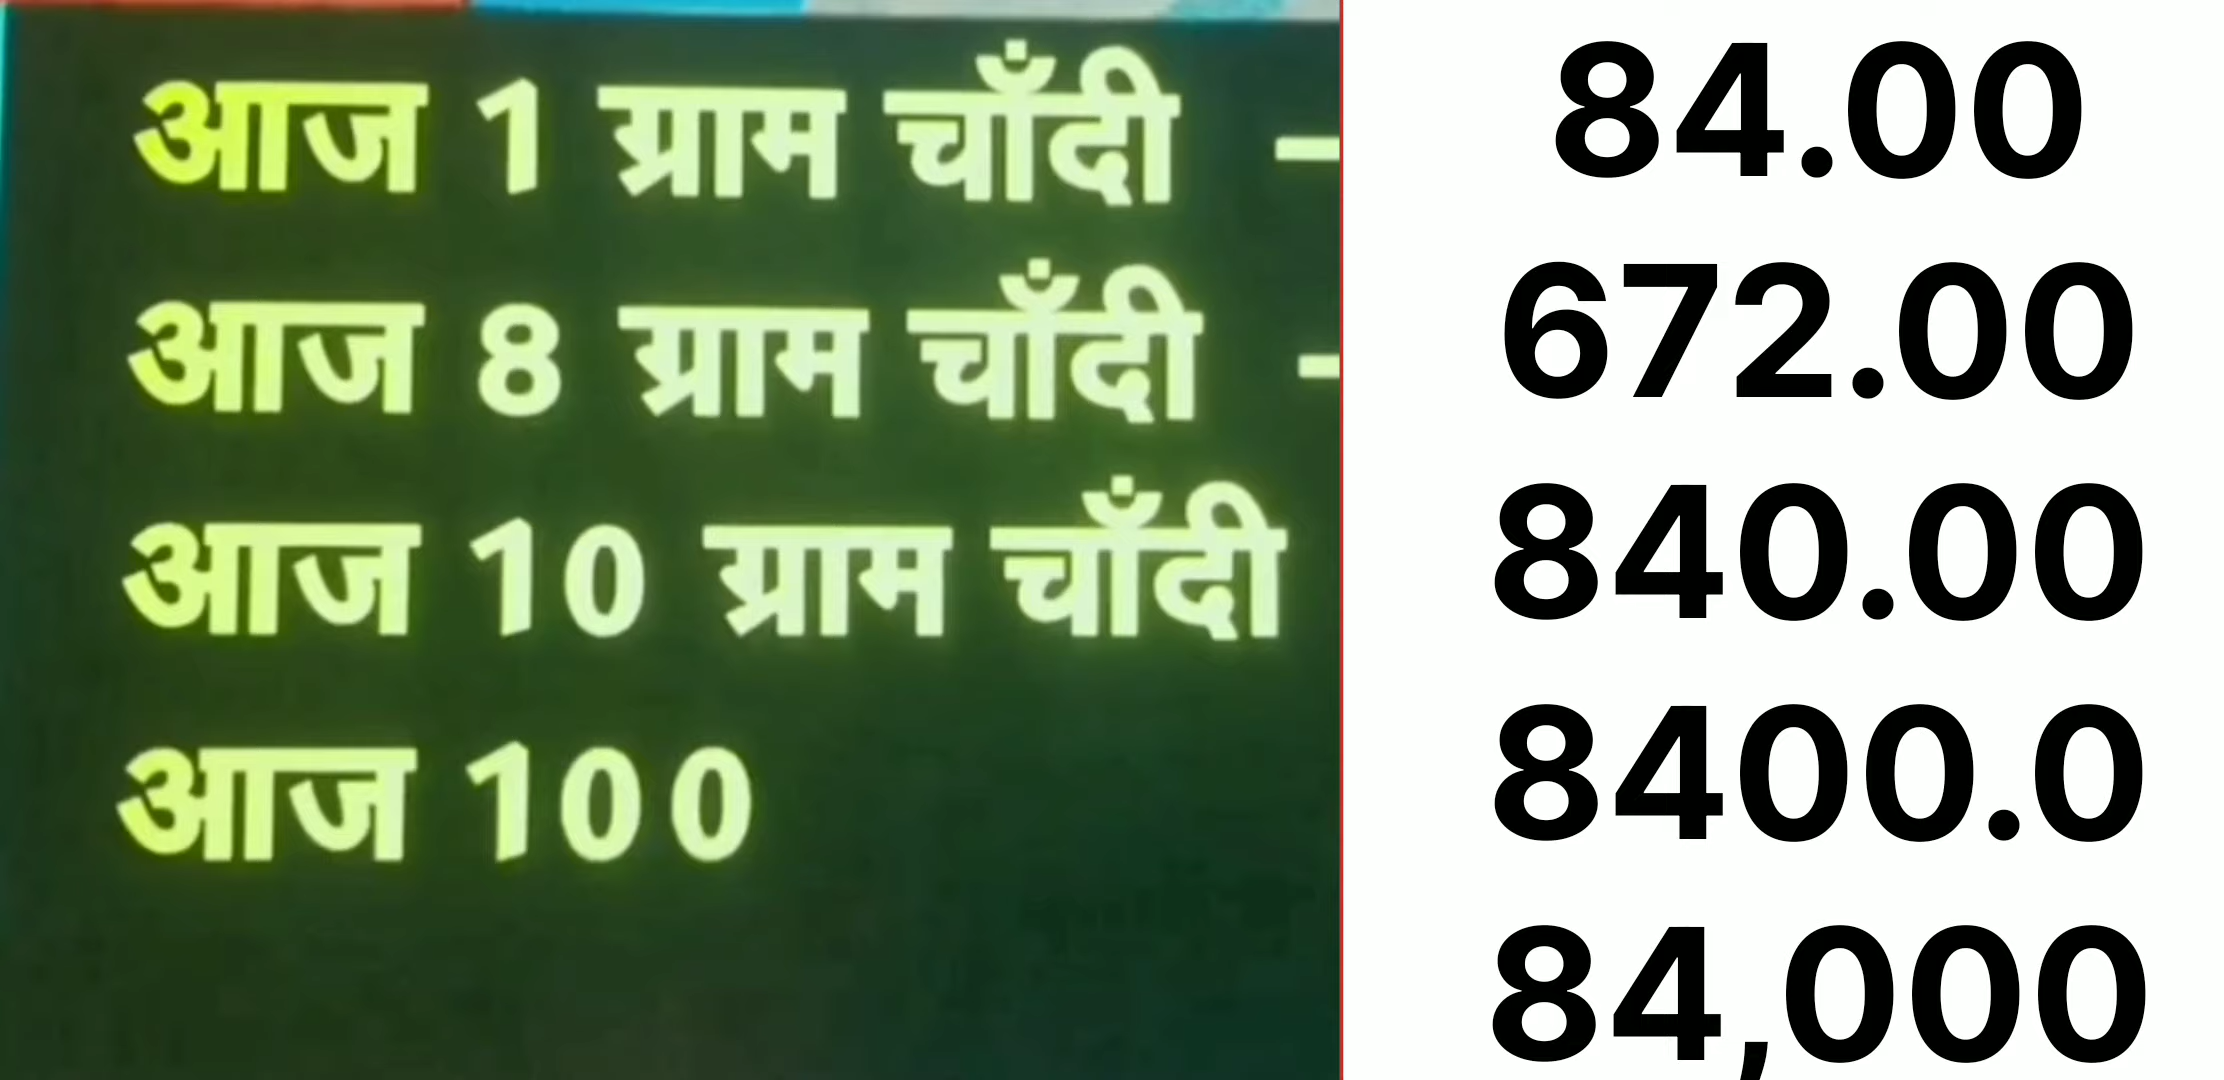 आज 1 ग्राम चाँदी -
84.00
आज 8 ग्राम चाँदी -
672.00
आज 10 ग्राम चाँदी
840.00
आज 100
8400.0
84,000